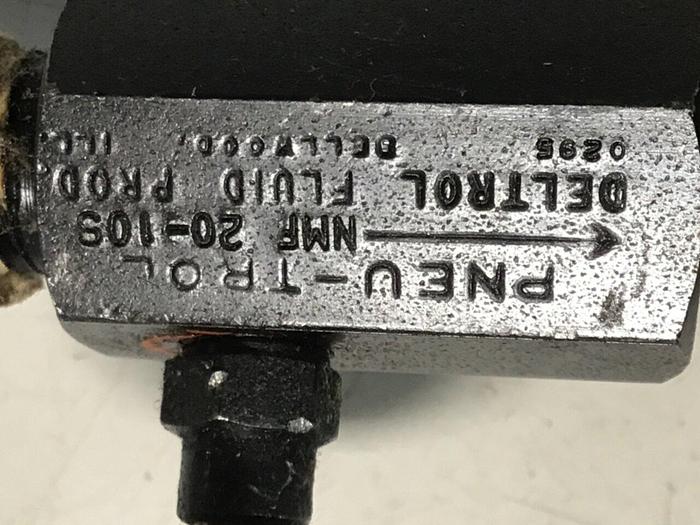 PNEU-TROL
NMF 20-10S
DELTROL FLUID PROD.
0295 BELLWOOD, ILL.